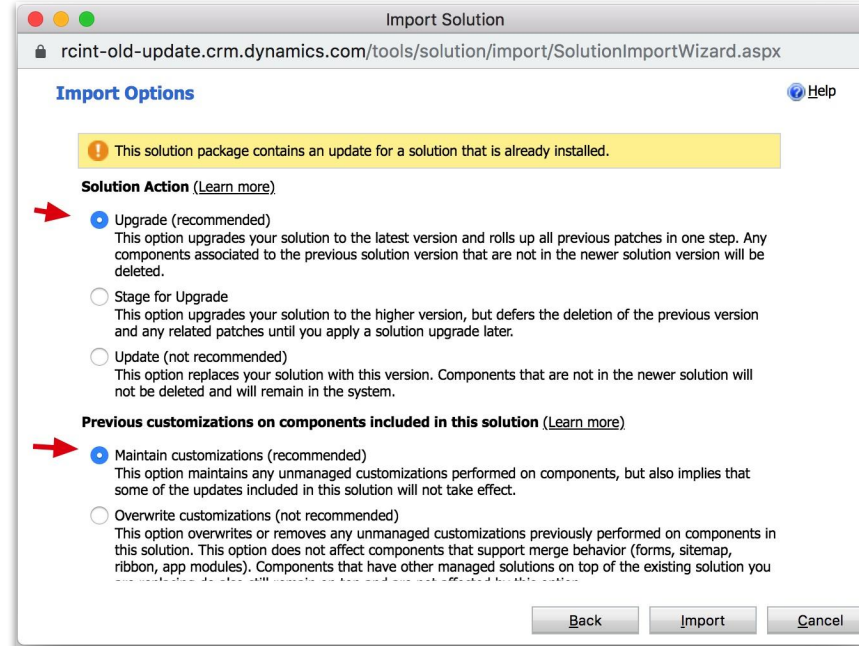 Import Solution
rcint-old-update.crm.dynamics.com/tools/solution/import/SolutionImportWizard.aspx
Import Options
Help
This solution package contains an update for a solution that is already installed.
Solution Action (Learn more)
Upgrade (recommended)
This option upgrades your solution to the latest version and rolls up all previous patches in one step. Any
components associated to the previous solution version that are not in the newer solution version will be
deleted.
Stage for Upgrade
This option upgrades your solution to the higher version, but defers the deletion of the previous version
and any related patches until you apply a solution upgrade later.
Update (not recommended)
This option replaces your solution with this version. Components that are not in the newer solution will
not be deleted and will remain in the system.
Previous customizations on components included in this solution (Learn more)
Maintain customizations (recommended)
This option maintains any unmanaged customizations performed on components, but also implies that
some of the updates included in this solution will not take effect.
Overwrite customizations (not recommended)
This option overwrites or removes any unmanaged customizations previously performed on components in
this solution. This option does not affect components that support merge behavior (forms, sitemap,
ribbon, app modules). Components that have other managed solutions on top of the existing solution you
Back
Import
Cancel